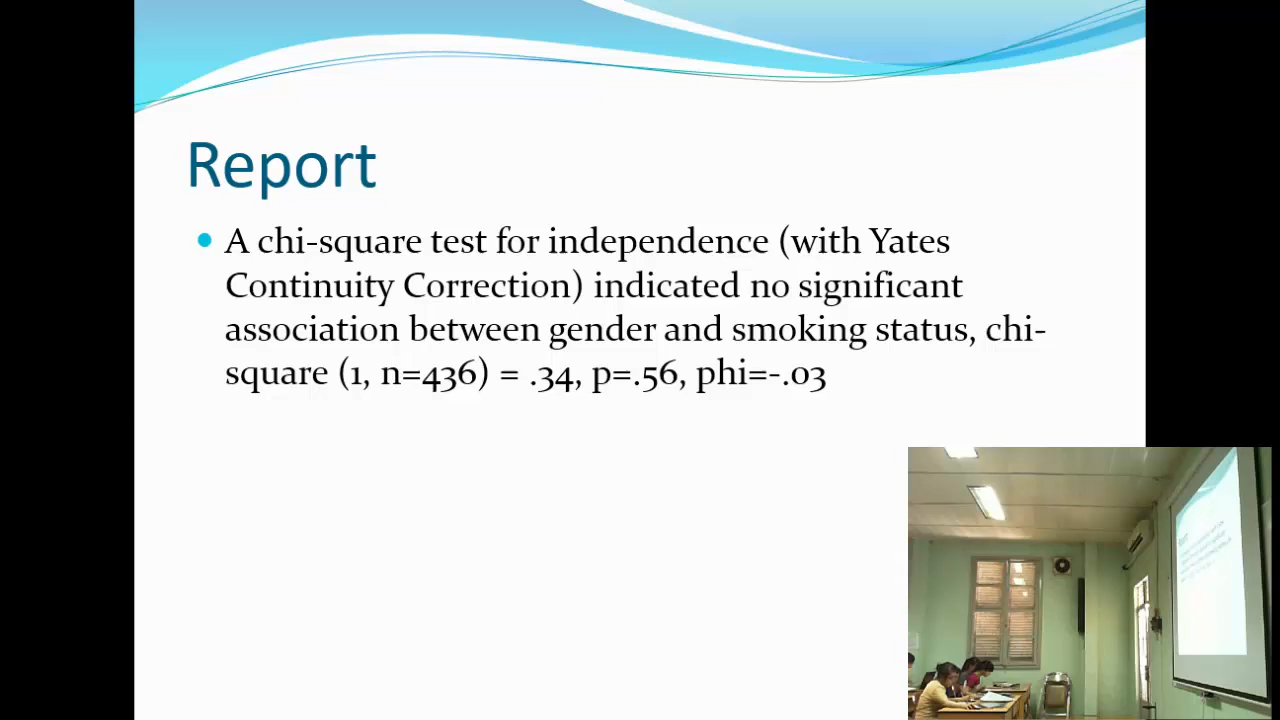 Report
A chi-square test for independence (with Yates
Continuity Correction) indicated no significant
association between gender and smoking status, chi-
square (1, n=436) = .34, p=.56, phi=-.03